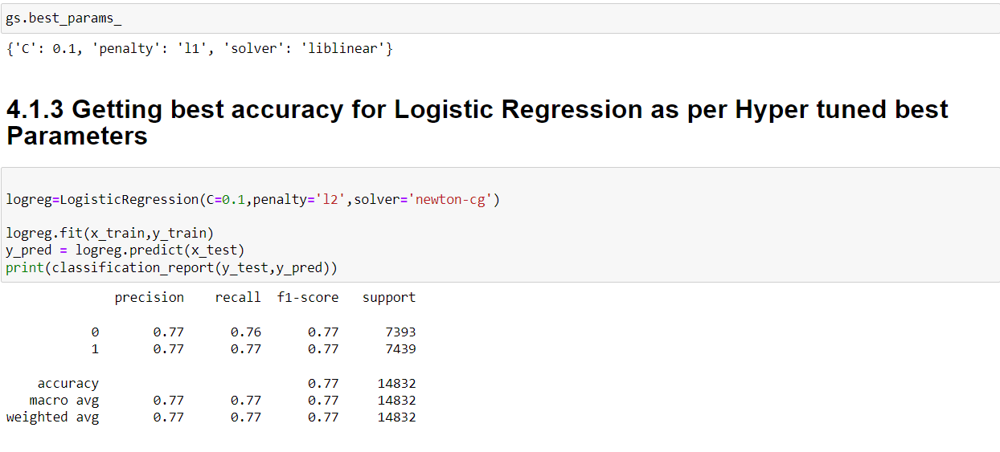 gs.best_params_
{'C': 0.1, 'penalty': 'l1', 'solver': 'liblinear'}
4.1.3 Getting best accuracy for Logistic Regression as per Hyper tuned best
Parameters
logreg=LogisticRegression(C=0.1,penalty='l2',solver='newton-cg')
logreg.fit(x_train,y_train)
y_pred = logreg.predict(x_test)
print(classification_report(y_test,y_pred))
precision recall f1-score support
0 0.77 0.76 0.77 7393
1 0.77 0.77 0.77 7439
accuracy 0.77 14832
macro avg 0.77 0.77 0.77 14832
weighted avg 0.77 0.77 0.77 14832